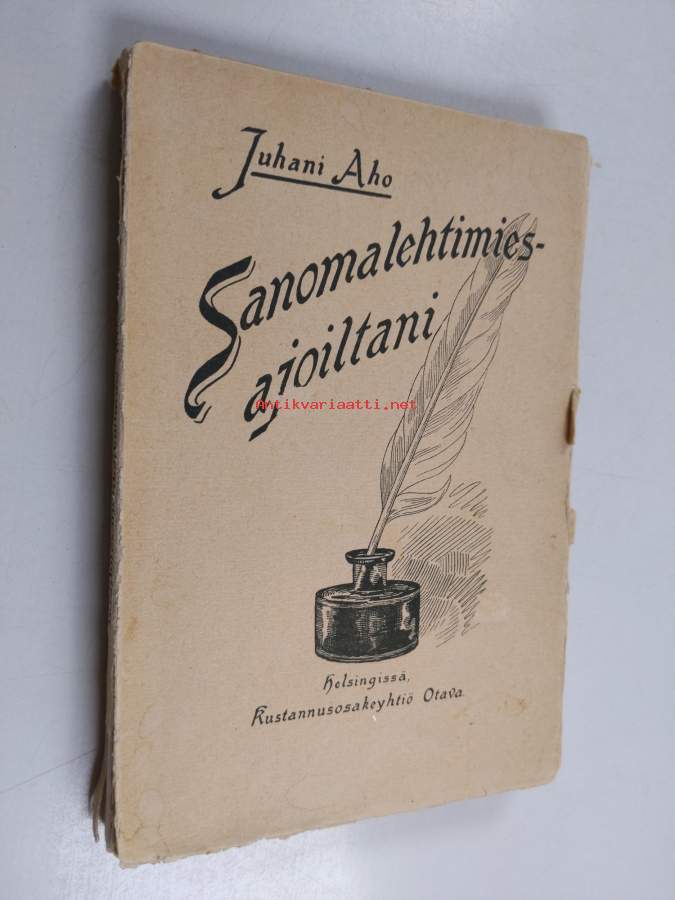 Juhani Aho
Sanomalehtimies-
ajoiltani
Antikvariaatti.net
Helsingissä,
Kustannusosakeyhtiö Otava.